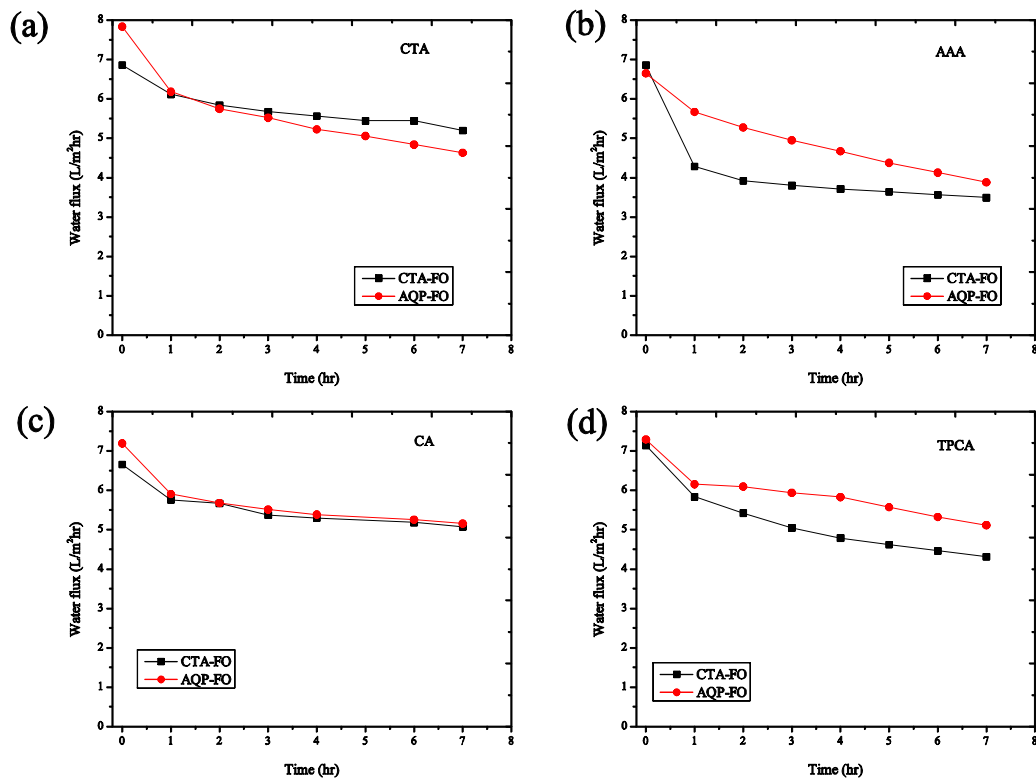 (a)
CTA
Water flux (L/m²hr)
8
7
6
5
4
3
2
1
0
CTA-FO
AQP-FO
0 1 2 3 4 5 6 7 8
Time (hr)
(b)
AAA
Water flux (L/m²hr)
8
7
6
5
4
3
2
1
0
CTA-FO
AQP-FO
0 1 2 3 4 5 6 7 8
Time (hr)
(c)
CA
Water flux (L/m²hr)
8
7
6
5
4
3
2
1
0
CTA-FO
AQP-FO
0 1 2 3 4 5 6 7 8
Time (hr)
(d)
TPCA
Water flux (L/m²hr)
8
7
6
5
4
3
2
1
0
CTA-FO
AQP-FO
0 1 2 3 4 5 6 7 8
Time (hr)